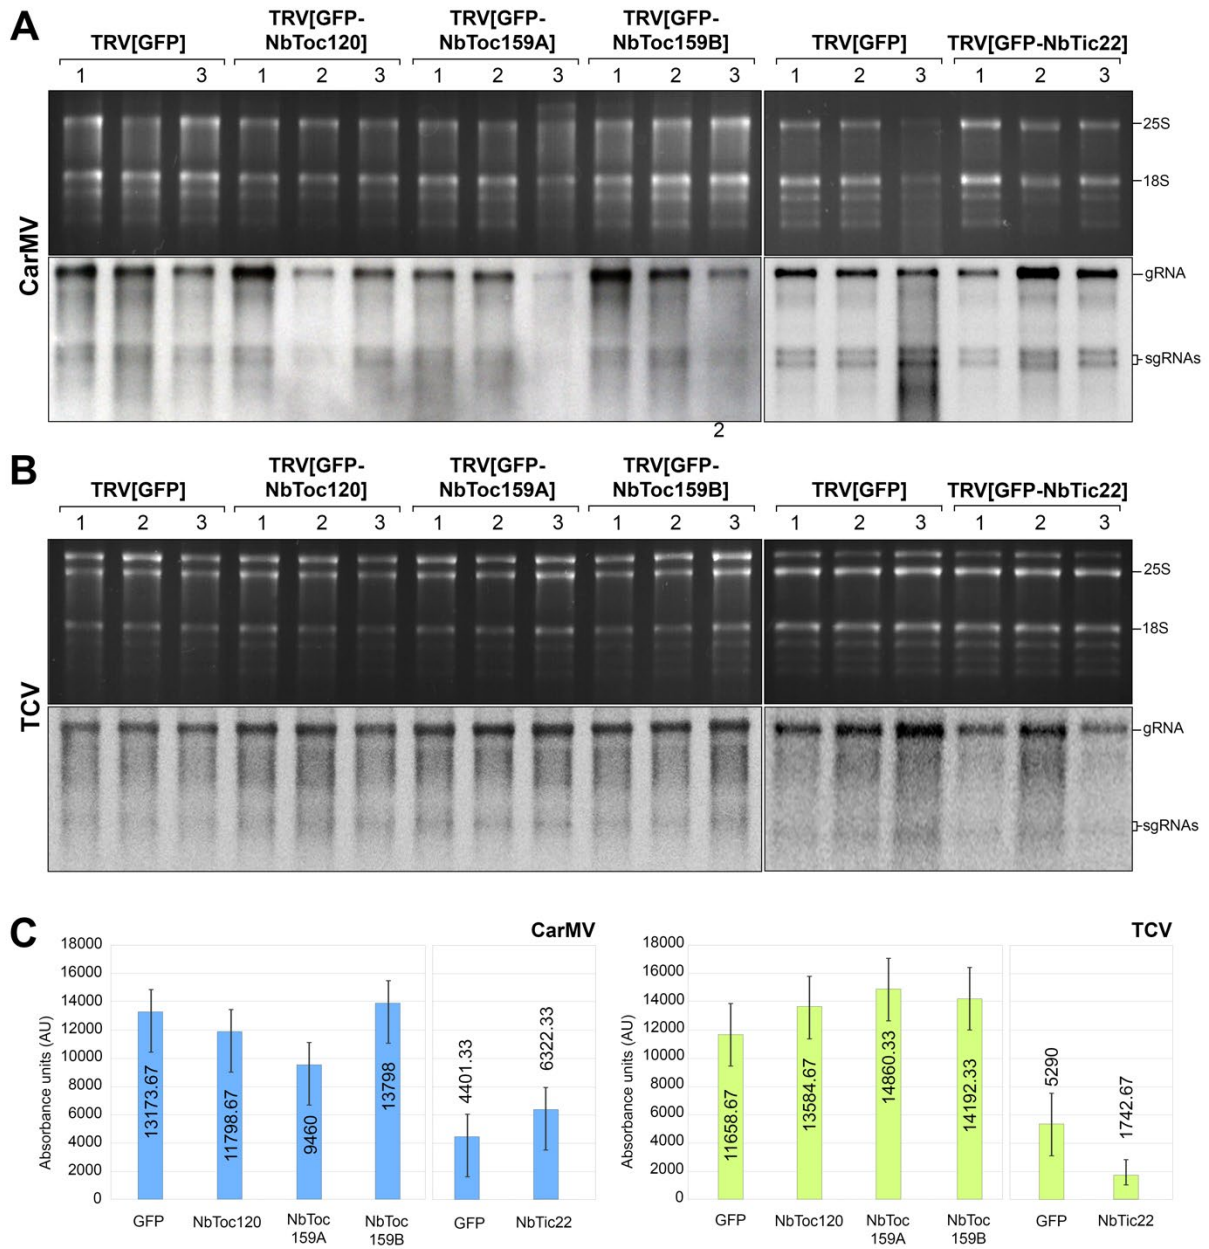 A
TRV[GFP]
TRV[GFP-
NbToc120]
TRV[GFP-
NbToc159A]
TRV[GFP-
NbToc159B]
TRV[GFP]
TRV[GFP-NbTic22]
1 3 1 2 3 1 2 3 1 2 3 1 2 3 1 2 3
CarMV
25S
18S
gRNA
sgRNAs
2
B
TRV[GFP]
TRV[GFP-
NbToc120]
TRV[GFP-
NbToc159A]
TRV[GFP-
NbToc159B]
TRV[GFP]
TRV[GFP-NbTic22]
1 2 3 1 2 3 1 2 3 1 2 3 1 2 3 1 2 3
TCV
25S
18S
gRNA
sgRNAs
C
CarMV
Absorbance units (AU)
18000
16000
14000
12000
10000
8000
6000
4000
2000
0
13173.67
11798.67
9460
13798
4401.33
6322.33
GFP
NbToc120
NbToc
159A
NbToc
159B
GFP
NbTic22
TCV
Absorbance units (AU)
18000
16000
14000
12000
10000
8000
6000
4000
2000
0
11658.67
13584.67
14860.33
14192.33
5290
1742.67
GFP
NbToc120
NbToc
159A
NbToc
159B
GFP
NbTic22